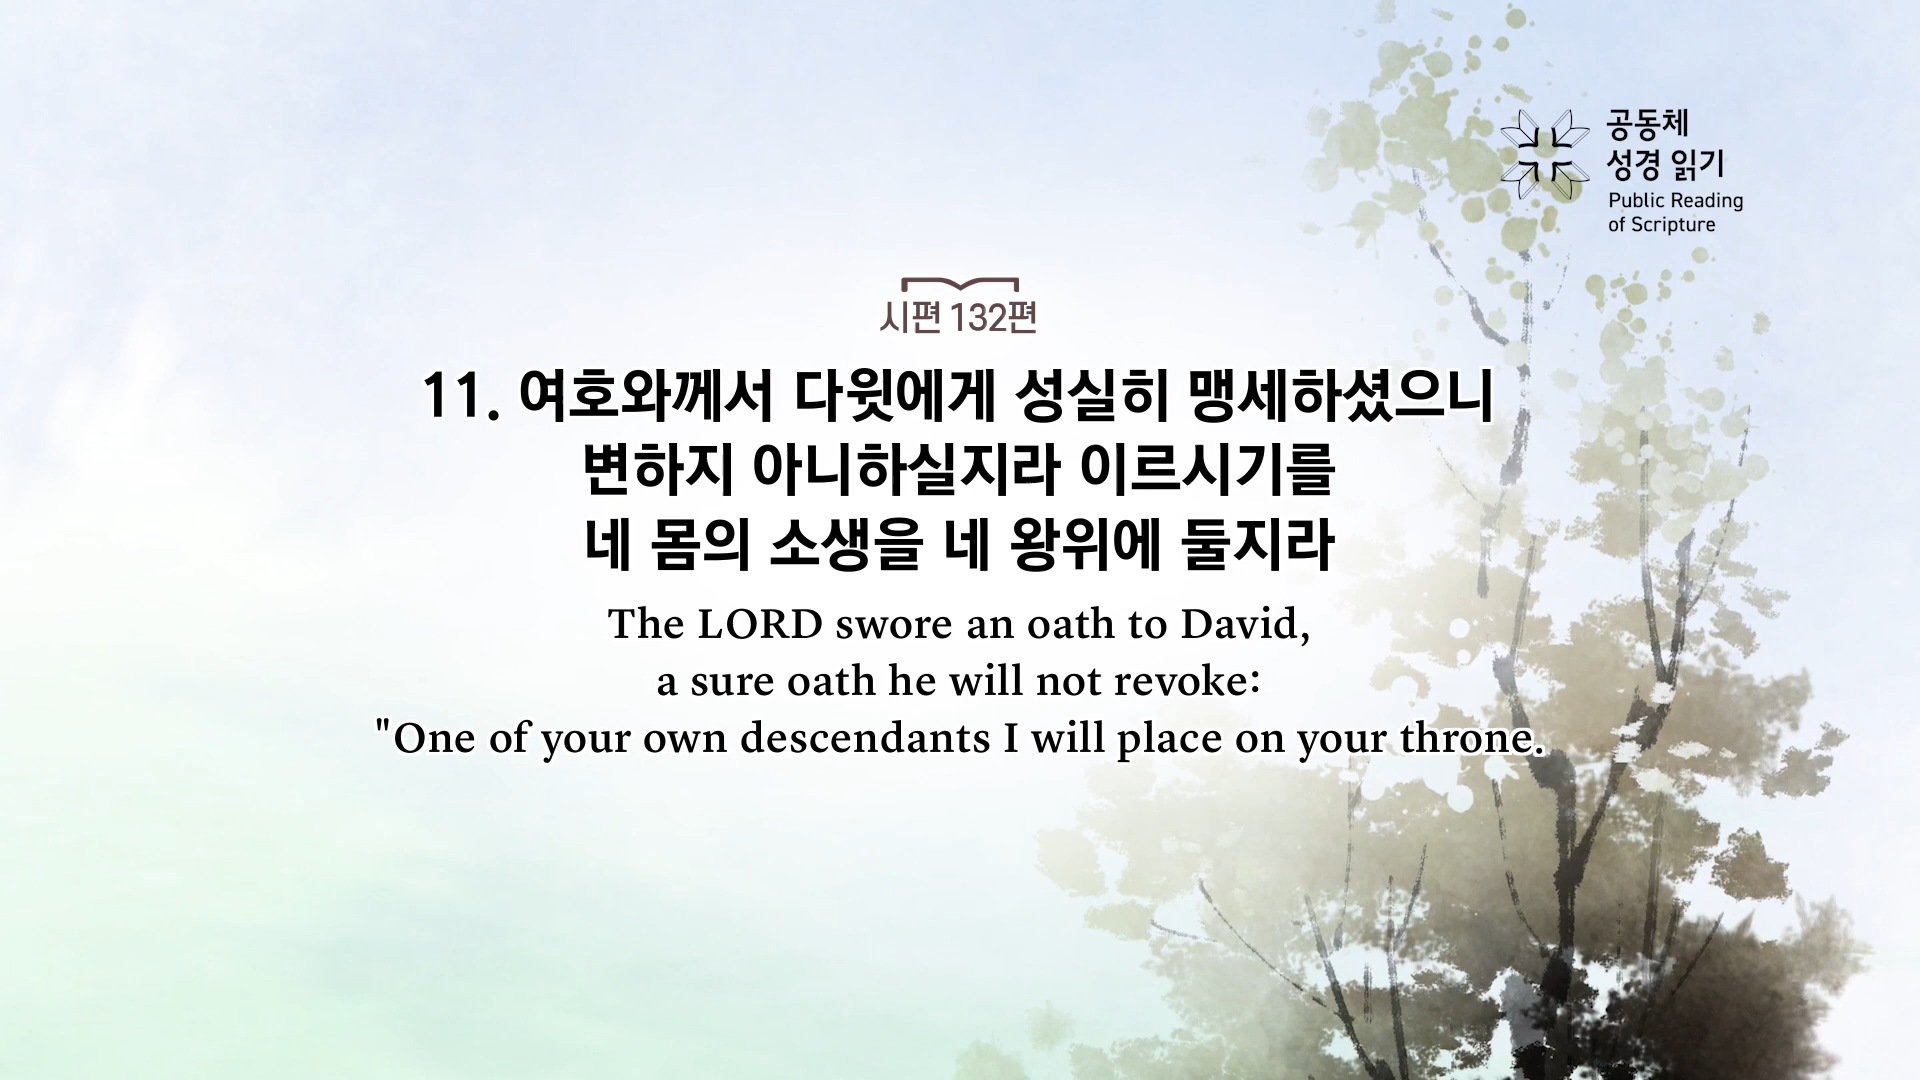 공동체
성경 읽기
Public Reading
of Scripture
시편 132편
11. 여호와께서 다윗에게 성실히 맹세하셨으니
변하지 아니하실지라 이르시기를
네 몸의 소생을 네 왕위에 둘지라
The LORD swore an oath to David,
a sure oath he will not revoke:
"One of your own descendants I will place on your throne.